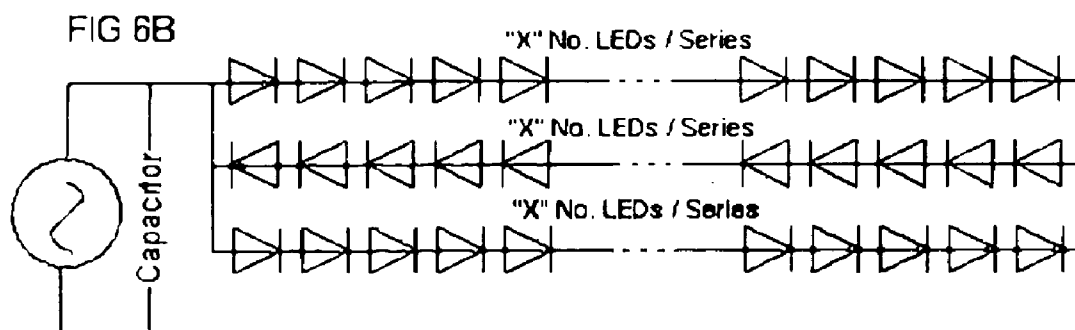 FIG 6B
"X" No. LEDs / Series
"X" No. LEDs / Series
"X" No. LEDs / Series
Capacitor